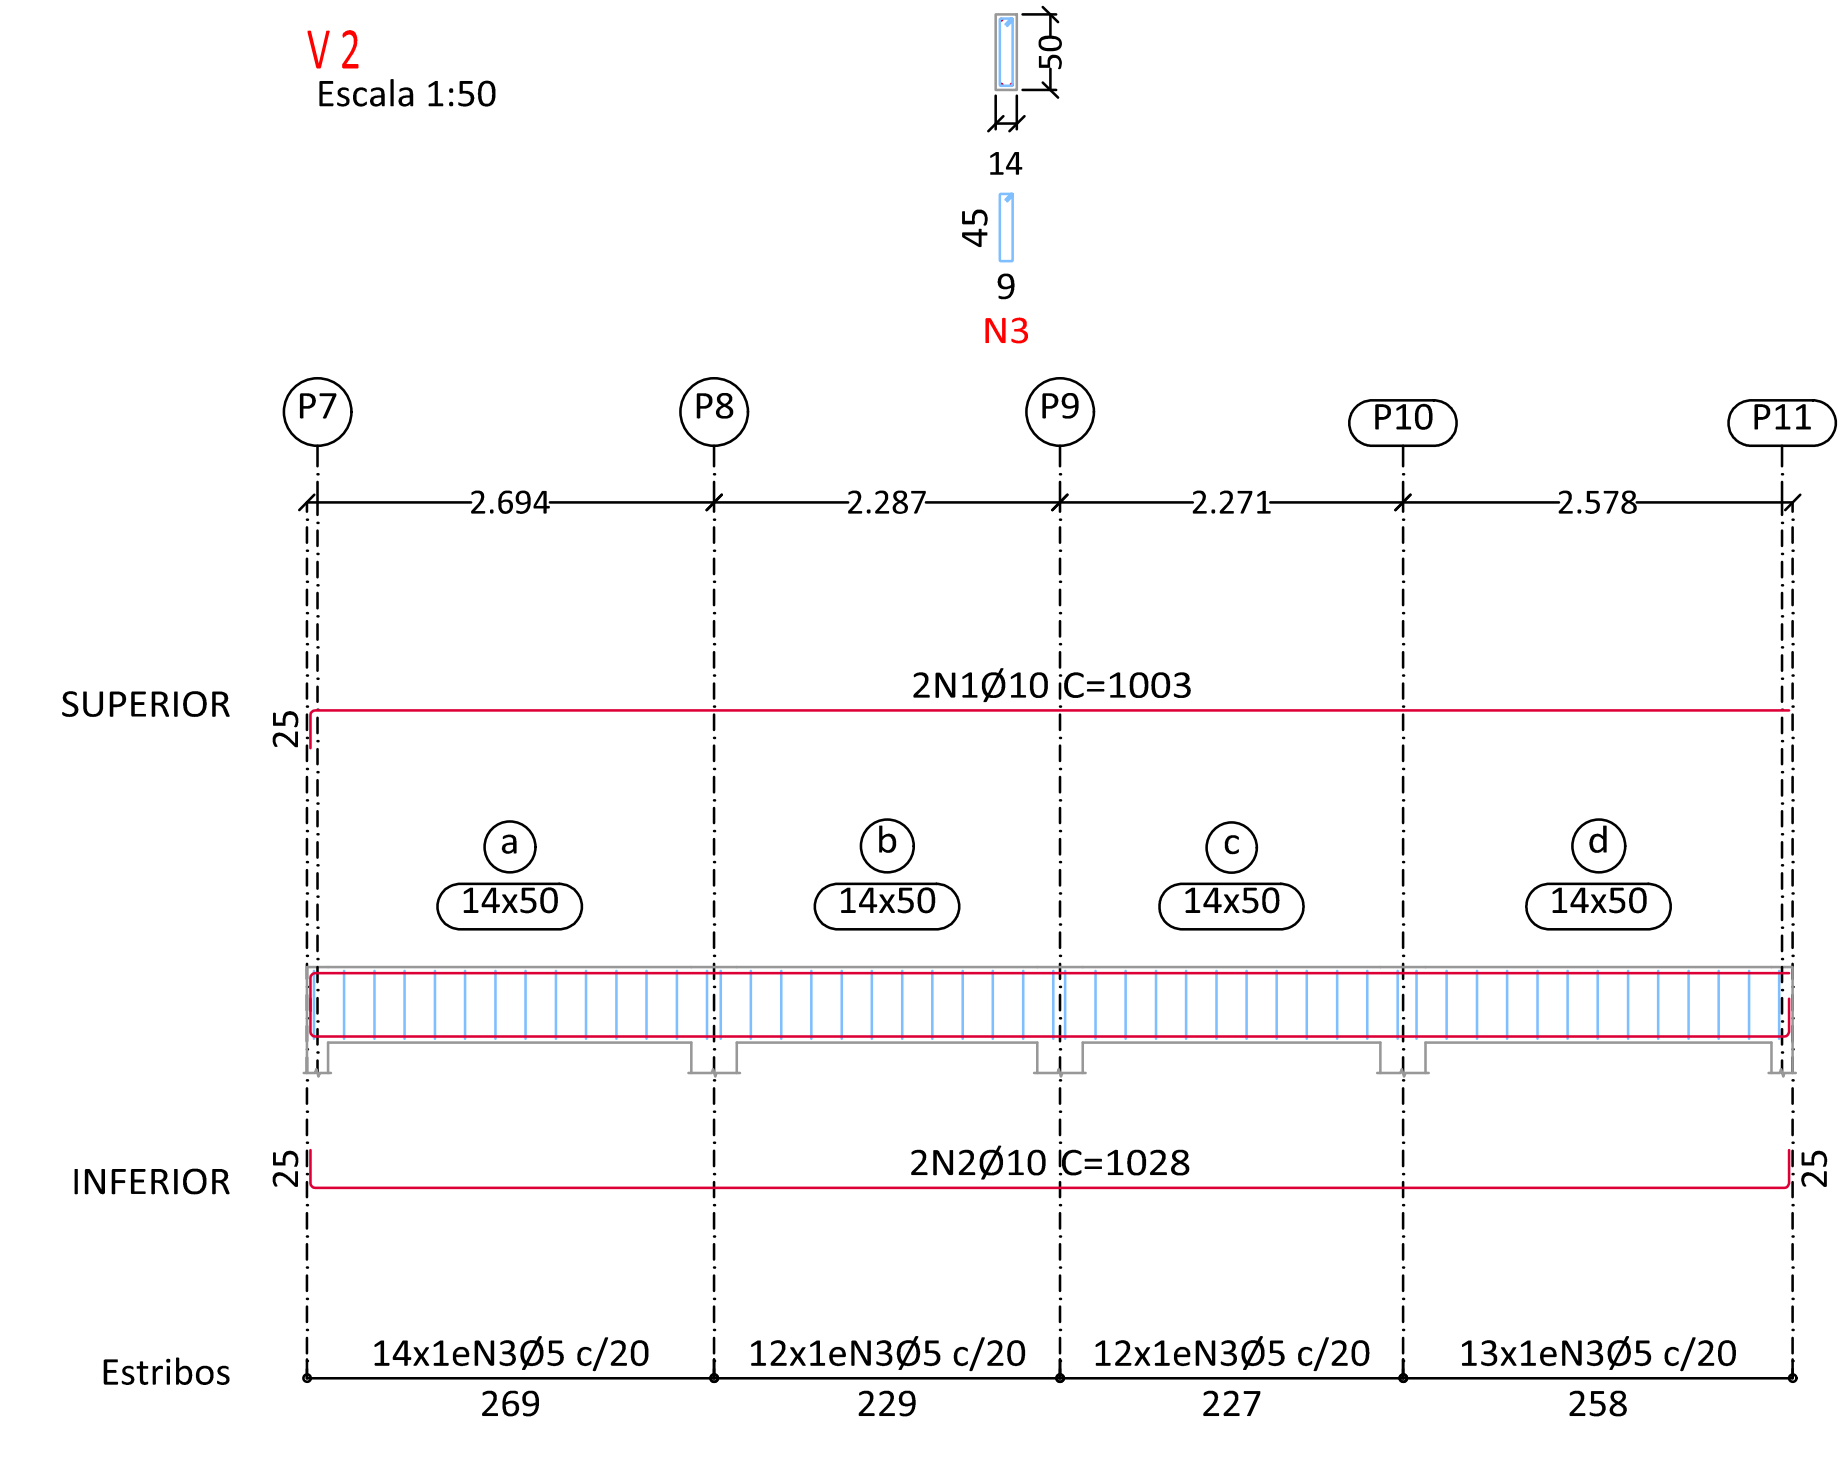 V 2
Escala 1:50
50
14
45
9
N3
P7 P8 P9 P10 P11
2.694 2.287 2.271 2.578
2N1Ø10 C=1003
SUPERIOR 25
a b c d
14x50 14x50 14x50 14x50
2N2Ø10 C=1028
INFERIOR 25 25
14x1eN3Ø5 c/20 12x1eN3Ø5 c/20 12x1eN3Ø5 c/20 13x1eN3Ø5 c/20
Estribos
269 229 227 258